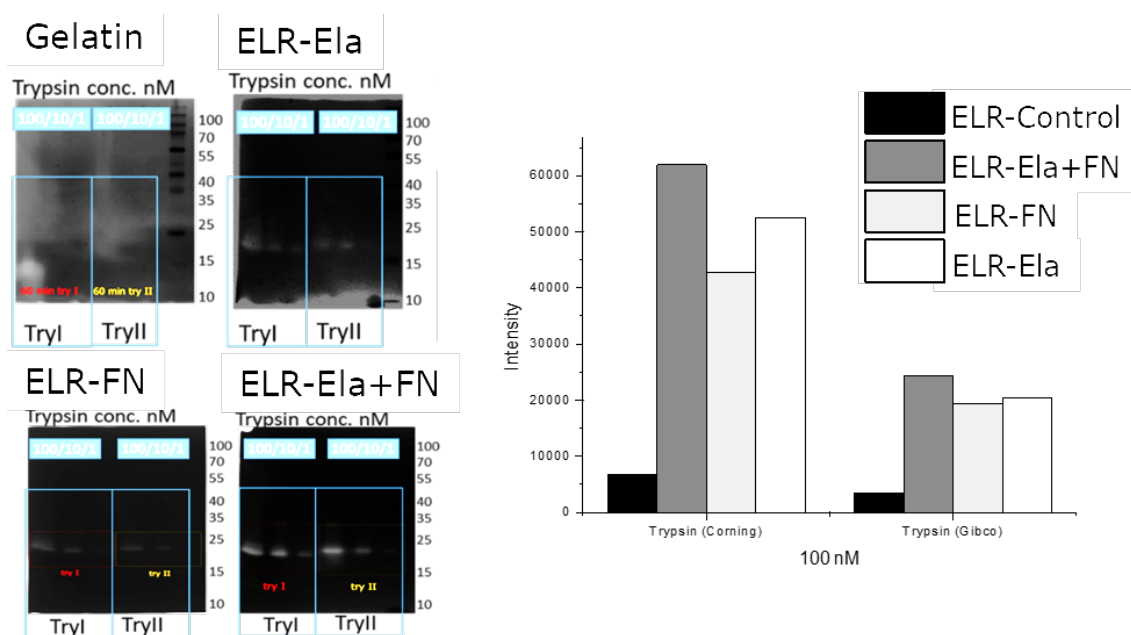 Gelatin
Trypsin conc. nM
100/10/1 100/10/1
100
70
55
40
35
25
15
10
60 min try I 60 min try II
TryI TryII
ELR-Ela
Trypsin conc. nM
100/10/1 100/10/1
100
70
55
40
35
25
15
10
TryI TryII
ELR-FN
Trypsin conc. nM
100/10/1 100/10/1
100
70
55
40
35
25
15
10
try I try II
TryI TryII
ELR-Ela+FN
Trypsin conc. nM
100/10/1 100/10/1
100
70
55
40
35
25
15
10
try I try II
TryI TryII
ELR-Control
ELR-Ela+FN
ELR-FN
ELR-Ela
Intensity
60000
50000
40000
30000
20000
10000
0
Trypsin (Corning) Trypsin (Gibco)
100 nM